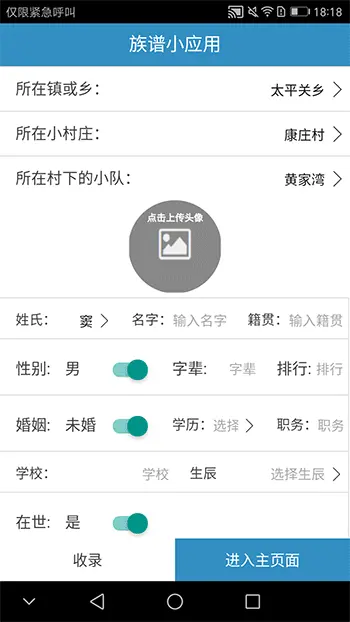 仅限紧急呼叫 18:18
族谱小应用
所在镇或乡： 太平关乡
所在小村庄： 康庄村
所在村下的小队： 黄家湾
点击上传头像
姓氏： 窦 名字： 输入名字 籍贯： 输入籍贯
性别： 男 字辈: 字辈 排行: 排行
婚姻: 未婚 学历: 选择 职务: 职务
学校: 学校 生辰 选择生辰
在世: 是
收录 进入主页面